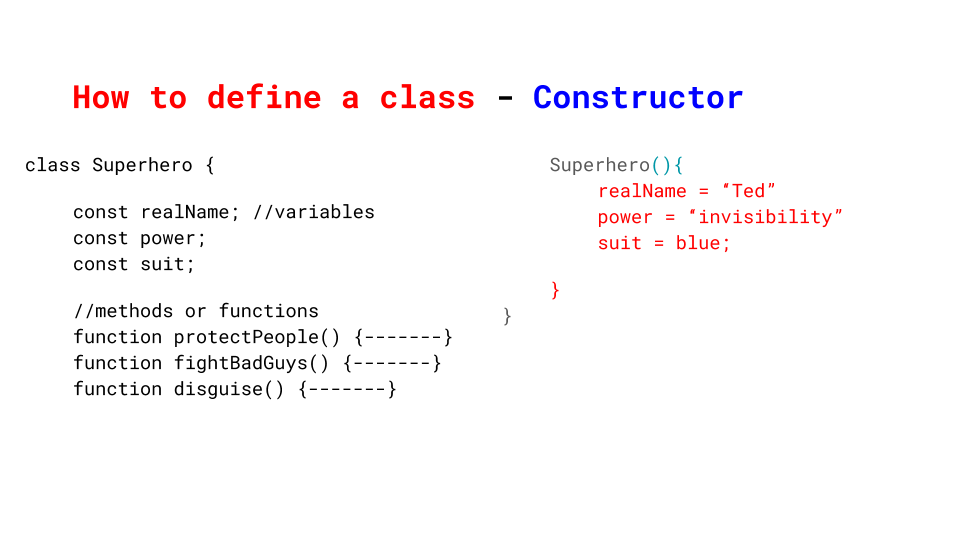 How to define a class - Constructor
class Superhero {
const realName; //variables
const power;
const suit;
//methods or functions
function protectPeople() {-------}
function fightBadGuys() {-------}
function disguise() {-------}
Superhero(){
realName = “Ted”
power = “invisibility”
suit = blue;
}
}